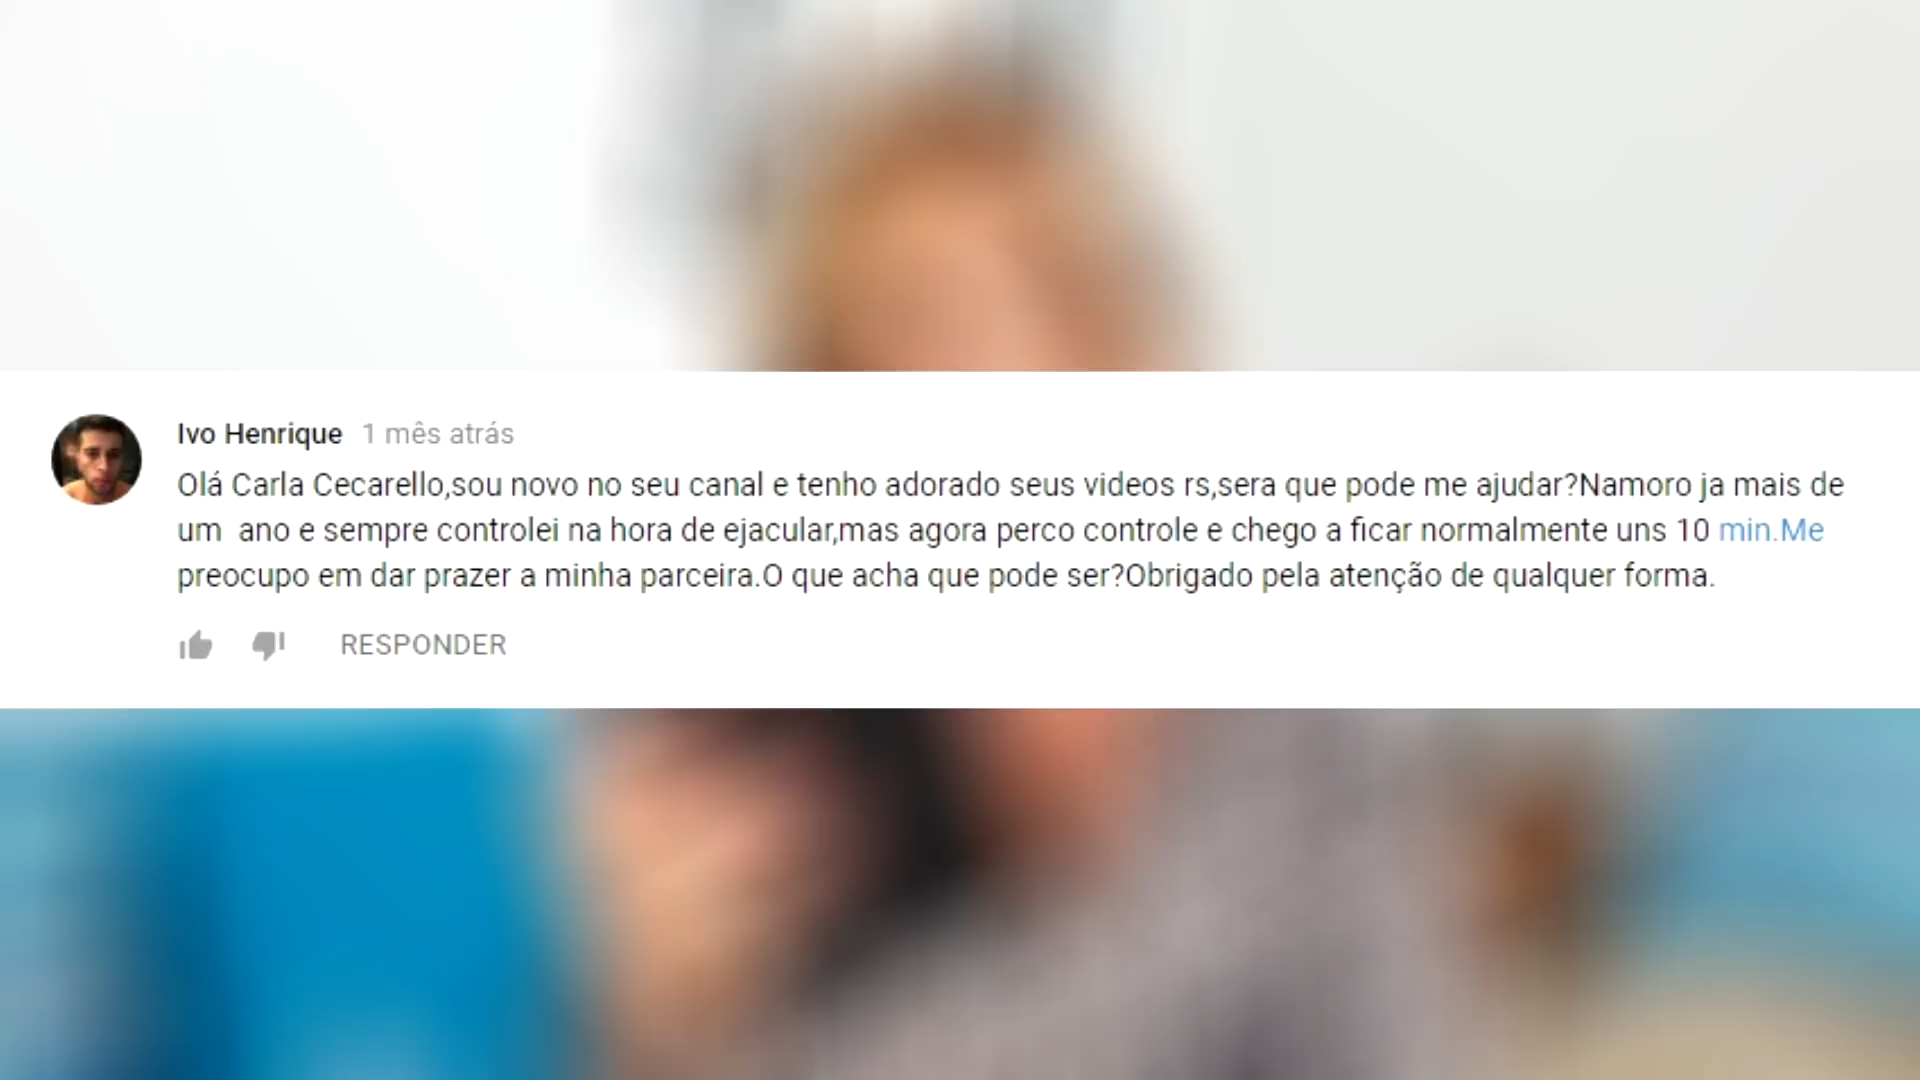 Ivo Henrique 1 mês atrás
Olá Carla Cecarello,sou novo no seu canal e tenho adorado seus videos rs,sera que pode me ajudar?Namoro ja mais de
um  ano e sempre controlei na hora de ejacular,mas agora perco controle e chego a ficar normalmente uns 10 min.Me
preocupo em dar prazer a minha parceira.O que acha que pode ser?Obrigado pela atenção de qualquer forma.
RESPONDER